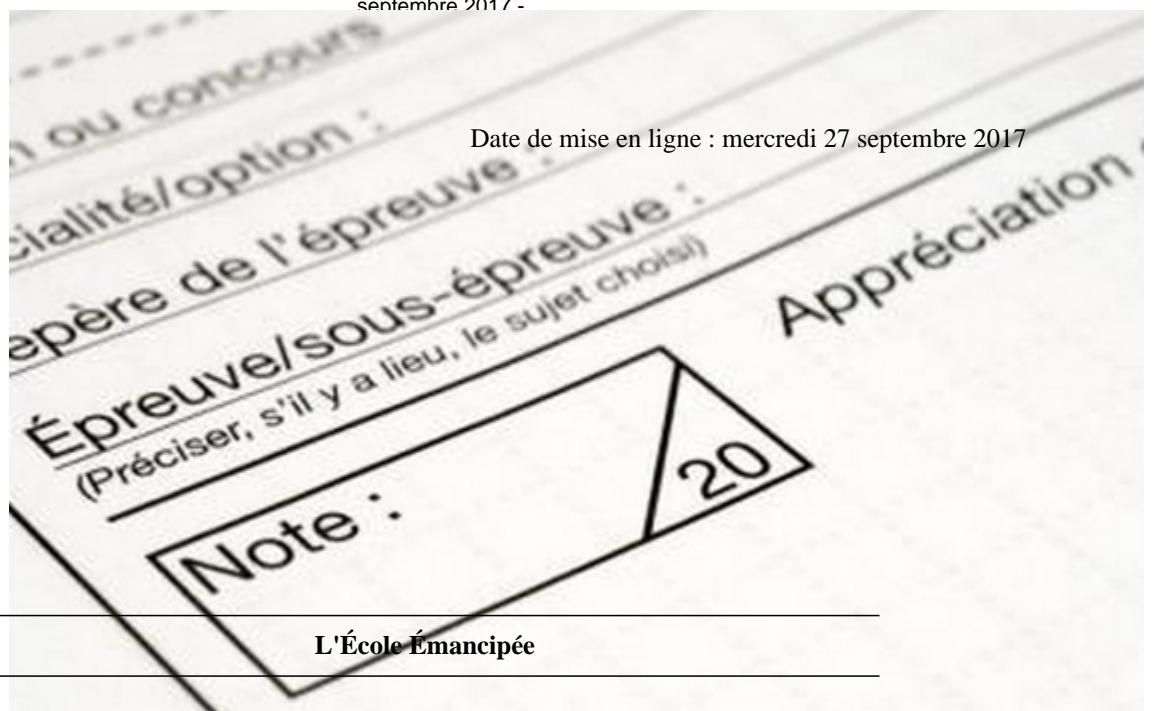 septembre 2017 -
ou concours
Date de mise en ligne : mercredi 27 septembre 2017
cialité/option :
epère de l'épreuve :
Épreuve/sous-épreuve :
(Préciser, s'il y a lieu, le sujet choisi)
Appréciation
Note :
20
L'École Émancipée